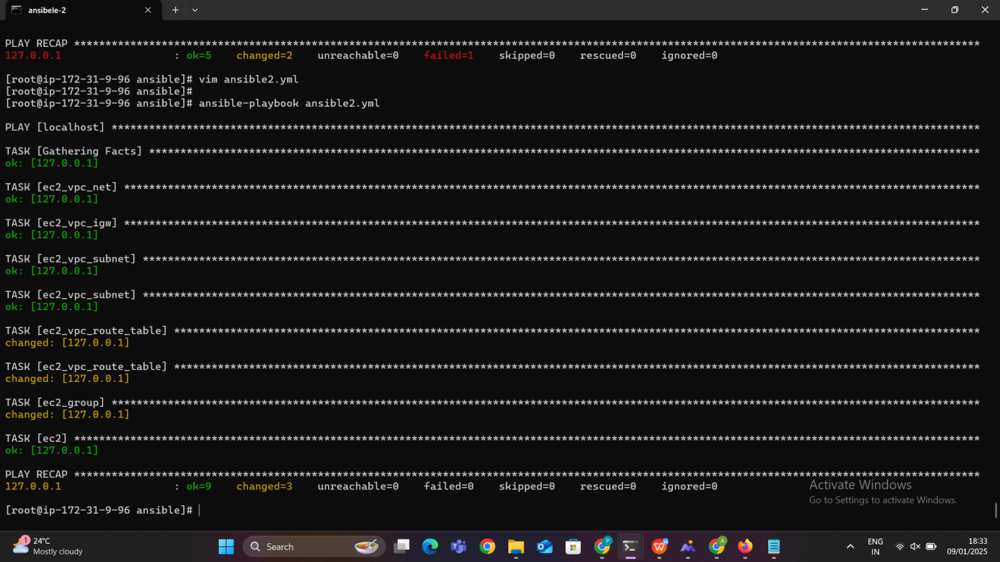 ansibele-2
PLAY RECAP *************************************************************************************************************************************************
127.0.0.1 : ok=5 changed=2 unreachable=0 failed=1 skipped=0 rescued=0 ignored=0
[root@ip-172-31-9-96 ansible]# vim ansible2.yml
[root@ip-172-31-9-96 ansible]#
[root@ip-172-31-9-96 ansible]# ansible-playbook ansible2.yml
PLAY [localhost] *******************************************************************************************************************************************
TASK [Gathering Facts] *************************************************************************************************************************************
ok: [127.0.0.1]
TASK [ec2_vpc_net] *****************************************************************************************************************************************
ok: [127.0.0.1]
TASK [ec2_vpc_igw] *****************************************************************************************************************************************
ok: [127.0.0.1]
TASK [ec2_vpc_subnet] **************************************************************************************************************************************
ok: [127.0.0.1]
TASK [ec2_vpc_subnet] **************************************************************************************************************************************
ok: [127.0.0.1]
TASK [ec2_vpc_route_table] *********************************************************************************************************************************
changed: [127.0.0.1]
TASK [ec2_vpc_route_table] *********************************************************************************************************************************
changed: [127.0.0.1]
TASK [ec2_group] *******************************************************************************************************************************************
changed: [127.0.0.1]
TASK [ec2] *************************************************************************************************************************************************
ok: [127.0.0.1]
PLAY RECAP *************************************************************************************************************************************************
127.0.0.1 : ok=9 changed=3 unreachable=0 failed=0 skipped=0 rescued=0 ignored=0
[root@ip-172-31-9-96 ansible]#
Activate Windows
Go to Settings to activate Windows.
1
24°C
Mostly cloudy
Search
P
A
ENG
IN
18:33
09/01/2025